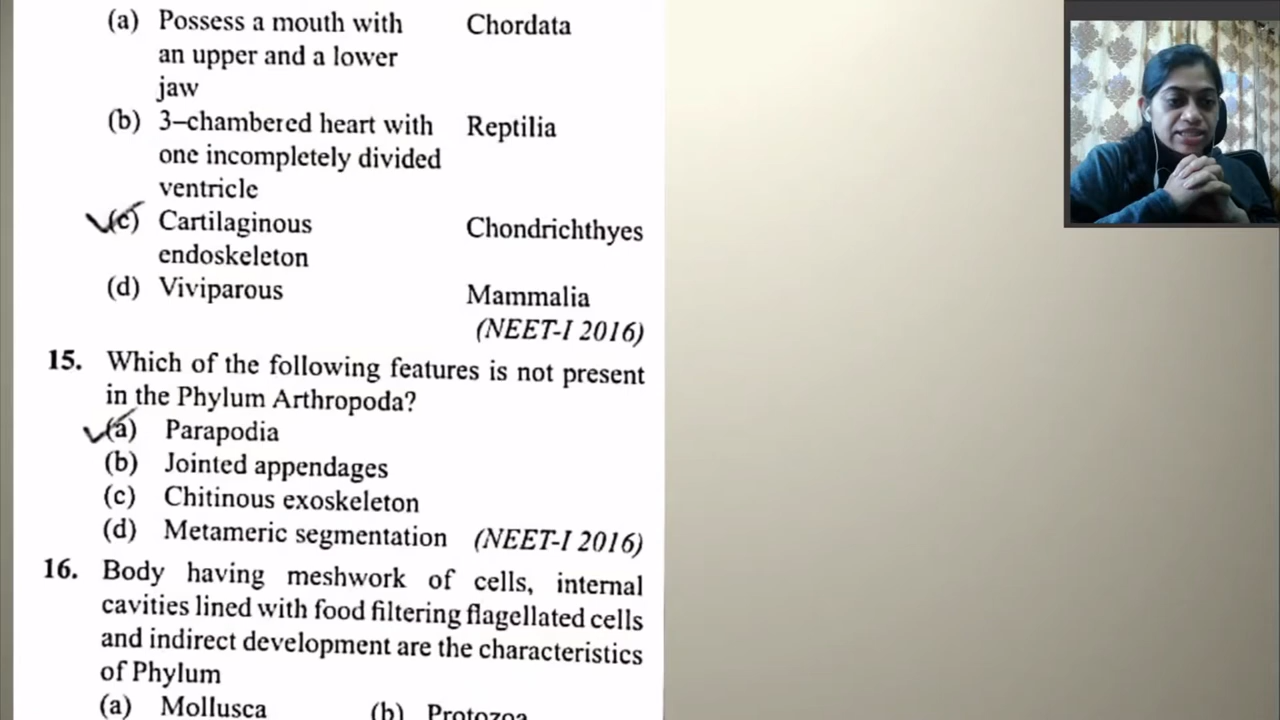 (a) Possess a mouth with Chordata
an upper and a lower
jaw
(b) 3–chambered heart with Reptilia
one incompletely divided
ventricle
(c) Cartilaginous Chondrichthyes
endoskeleton
(d) Viviparous Mammalia
(NEET-I 2016)
15. Which of the following features is not present
in the Phylum Arthropoda?
(a) Parapodia
(b) Jointed appendages
(c) Chitinous exoskeleton
(d) Metameric segmentation (NEET-I 2016)
16. Body having meshwork of cells, internal
cavities lined with food filtering flagellated cells
and indirect development are the characteristics
of Phylum
(a) Mollusca (b) Protozoa